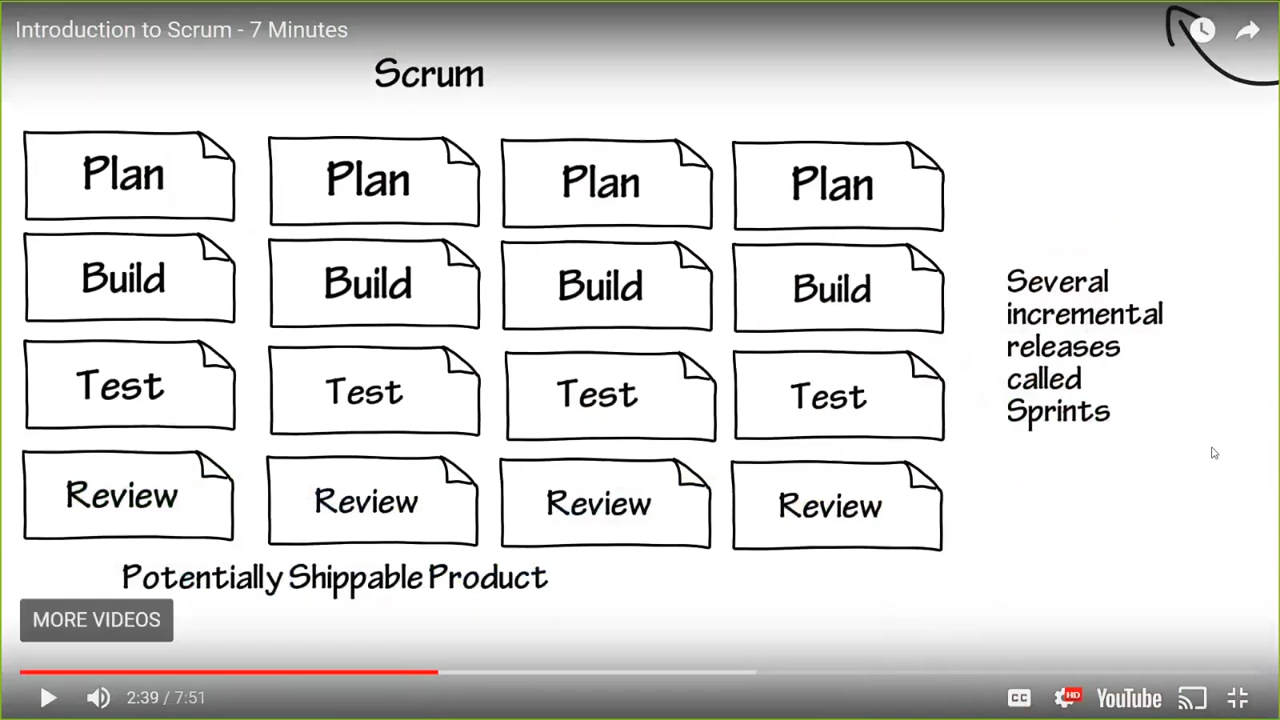 Introduction to Scrum - 7 Minutes
Scrum
Plan Plan Plan Plan
Build Build Build Build
Test Test Test Test
Review Review Review Review
Several
incremental
releases
called
Sprints
Potentially Shippable Product
MORE VIDEOS
2:39 / 7:51
CC
HD
YouTube